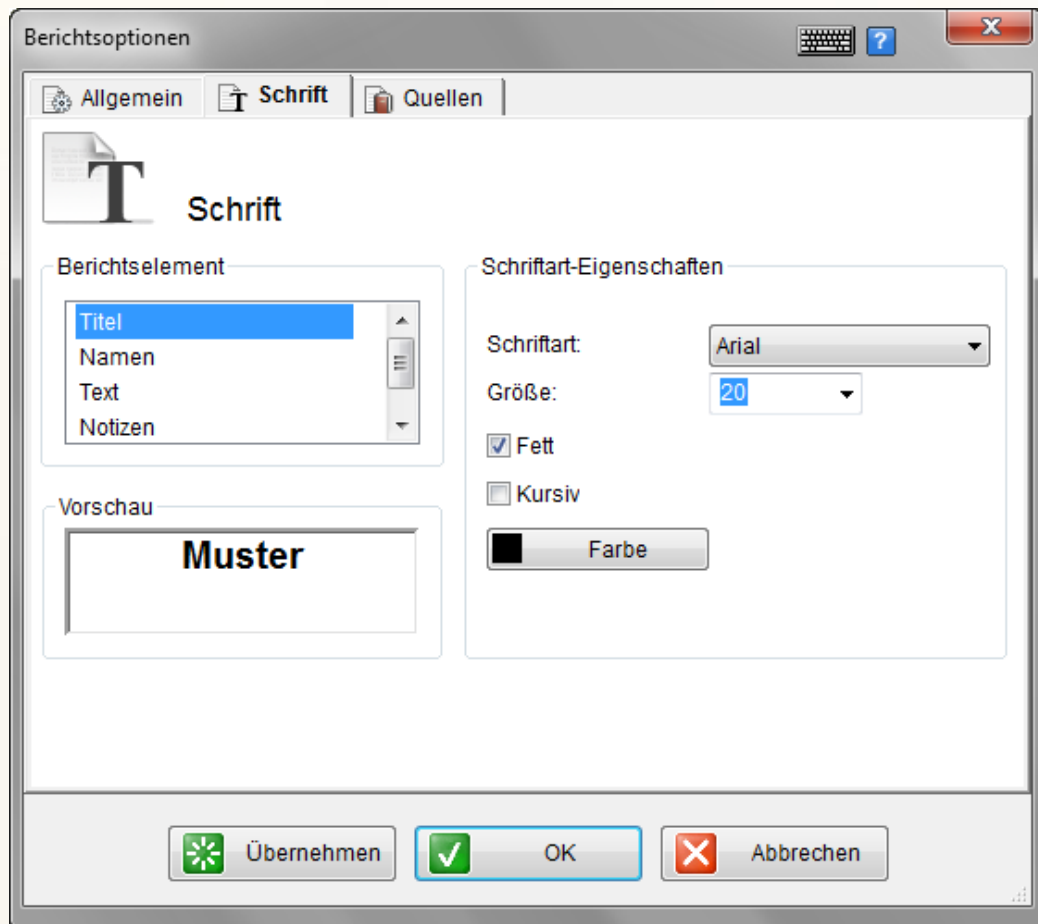 Berichtsoptionen
?
Allgemein
Schrift
Quellen
T
Schrift
Berichtselement
Titel
Namen
Text
Notizen
Vorschau
Muster
Schriftart-Eigenschaften
Schriftart:
Arial
Größe:
20
Fett
Kursiv
Farbe
Übernehmen
OK
Abbrechen